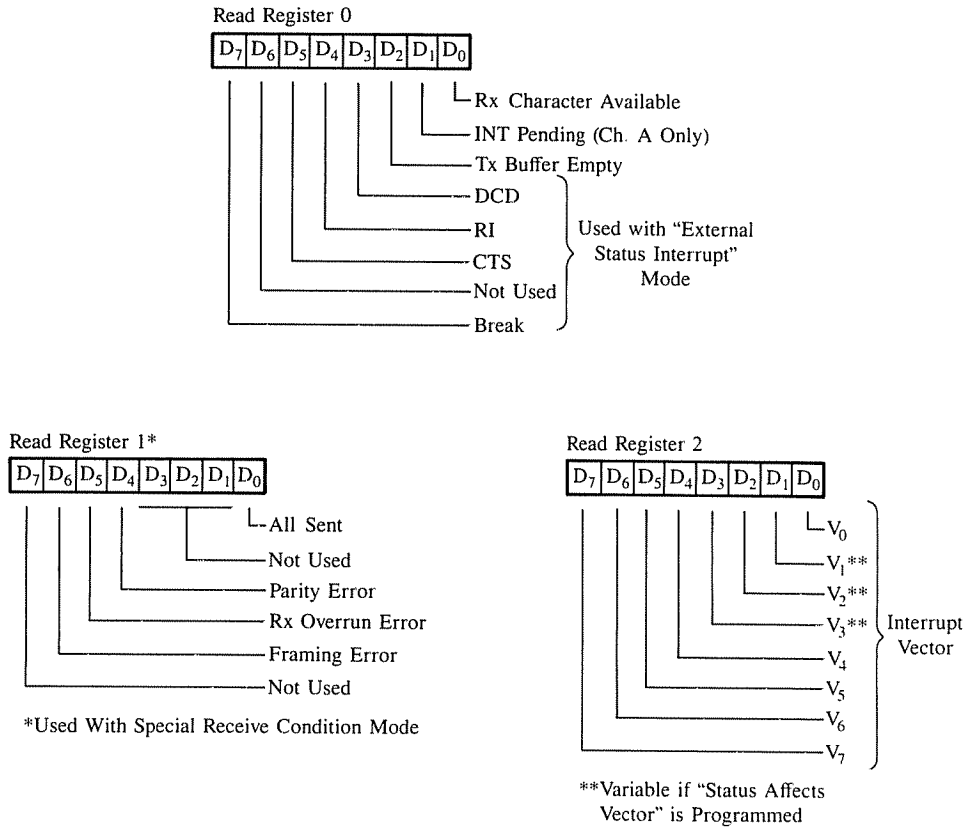 Read Register 0
D7 D6 D5 D4 D3 D2 D1 D0
Rx Character Available
INT Pending (Ch. A Only)
Tx Buffer Empty
DCD
RI
CTS
Not Used
Break
Used with “External
Status Interrupt”
Mode
Read Register 1*
D7 D6 D5 D4 D3 D2 D1 D0
All Sent
Not Used
Parity Error
Rx Overrun Error
Framing Error
Not Used
*Used With Special Receive Condition Mode
Read Register 2
D7 D6 D5 D4 D3 D2 D1 D0
V0
V1**
V2**
V3**
V4
V5
V6
V7
Interrupt
Vector
**Variable if “Status Affects
Vector” is Programmed